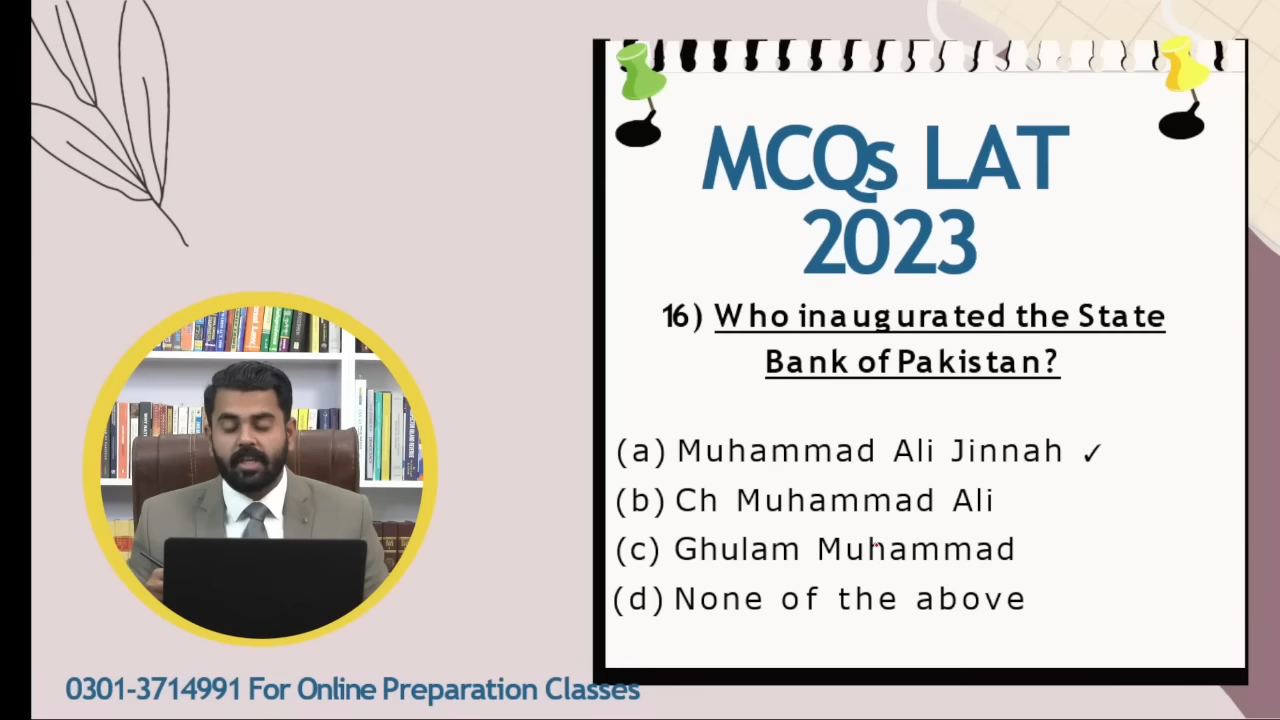 MCQs LAT
2023
16) Who inaugurated the State
Bank of Pakistan?
(a) Muhammad Ali Jinnah ✓
(b) Ch Muhammad Ali
(c) Ghulam Muhammad
(d) None of the above
0301-3714991 For Online Preparation Classes